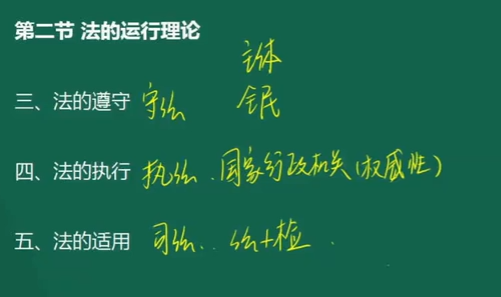 第二节 法的运行理论
主体
三、法的遵守 守法 全民
四、法的执行 执法. 国家行政机关(权威性)
五、法的适用 司法.. 法+检.